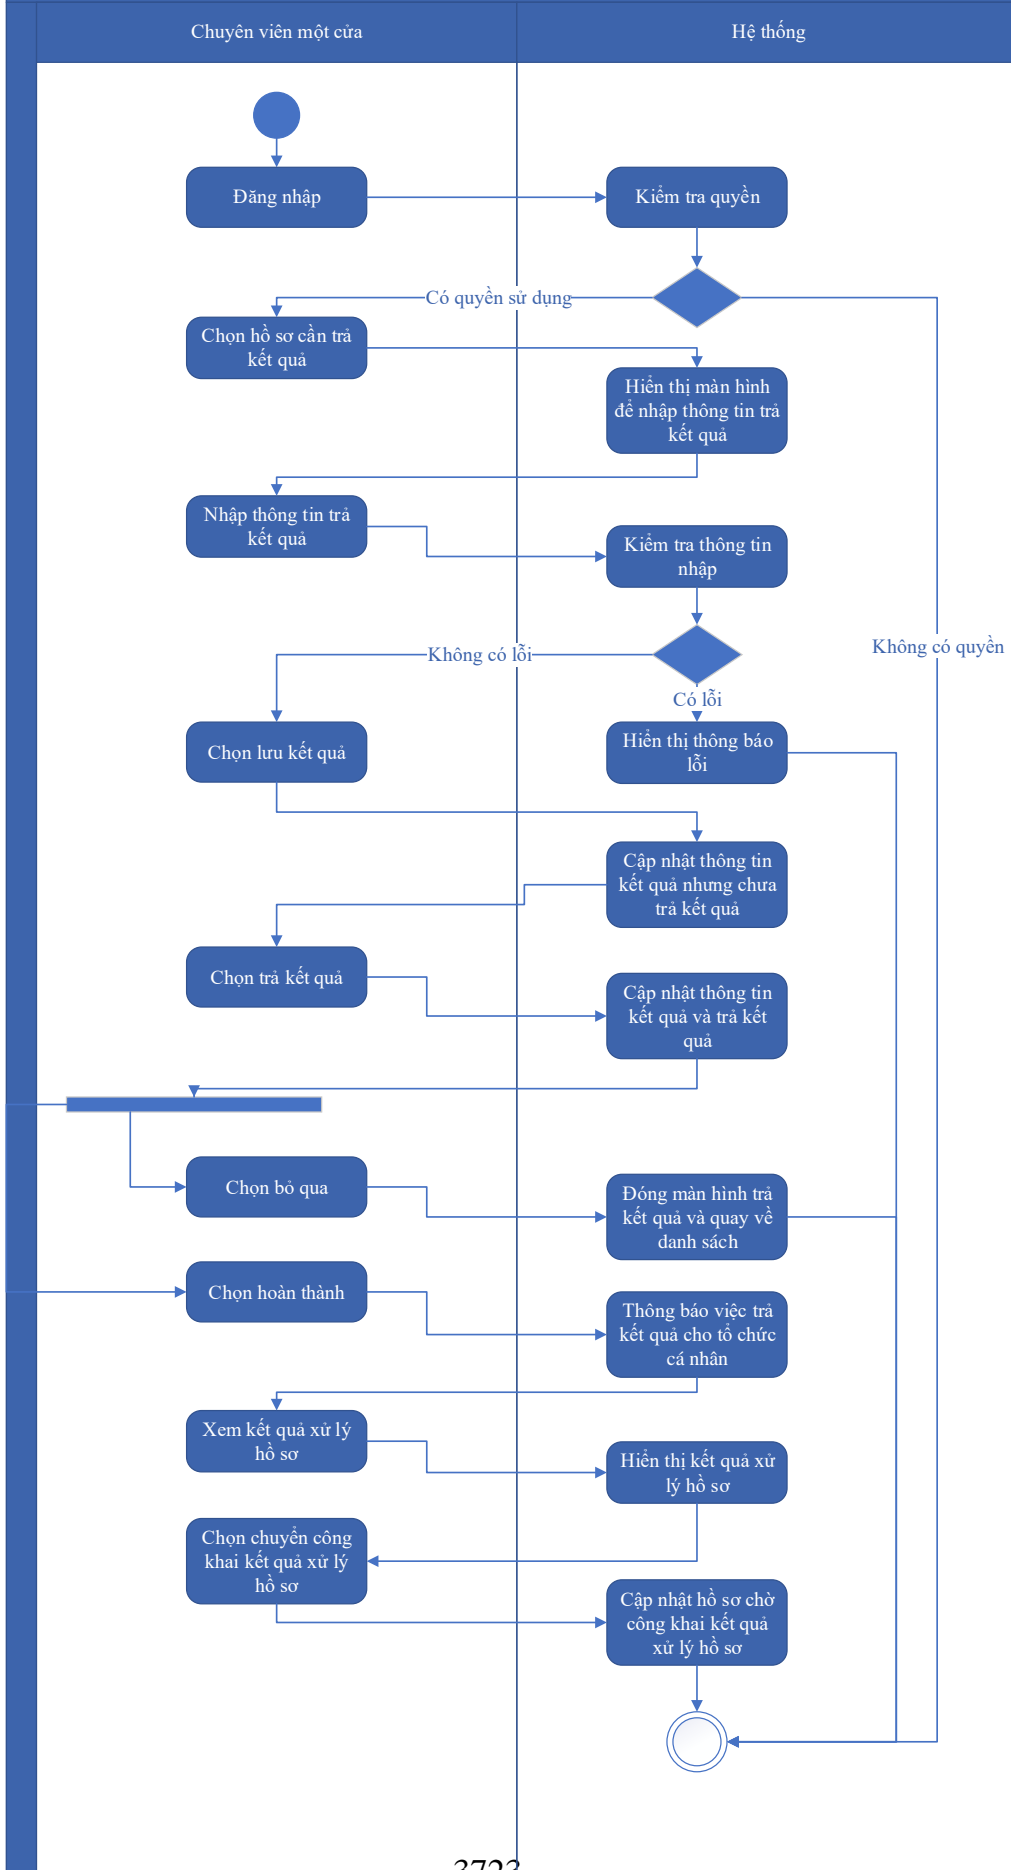 Chuyên viên một cửa
Hệ thống
Đăng nhập
Kiểm tra quyền
Có quyền sử dụng
Chọn hồ sơ cần trả
kết quả
Hiển thị màn hình
để nhập thông tin trả
kết quả
Nhập thông tin trả
kết quả
Kiểm tra thông tin
nhập
Không có quyền
Không có lỗi
Có lỗi
Chọn lưu kết quả
Hiển thị thông báo
lỗi
Cập nhật thông tin
kết quả nhưng chưa
trả kết quả
Chọn trả kết quả
Cập nhật thông tin
kết quả và trả kết
quả
Chọn bỏ qua
Đóng màn hình trả
kết quả và quay về
danh sách
Chọn hoàn thành
Thông báo việc trả
kết quả cho tổ chức
cá nhân
Xem kết quả xử lý
hồ sơ
Hiển thị kết quả xử
lý hồ sơ
Chọn chuyển công
khai kết quả xử lý
hồ sơ
Cập nhật hồ sơ chờ
công khai kết quả
xử lý hồ sơ
3723